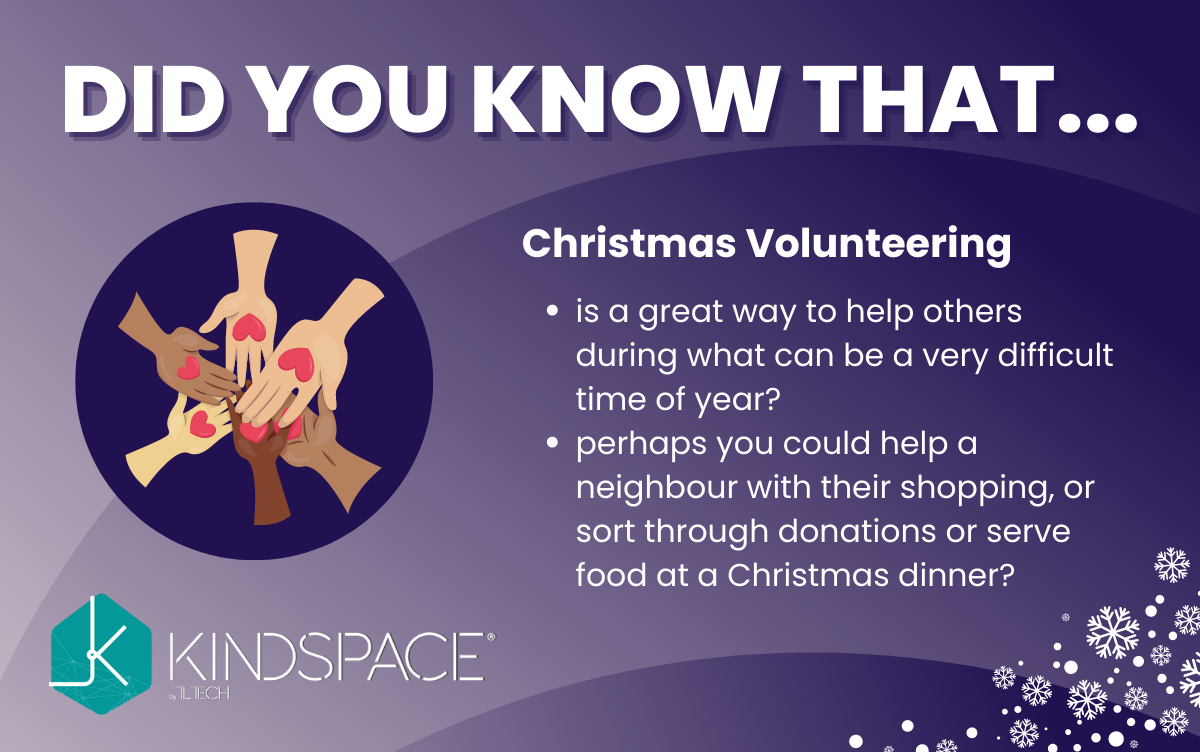 DID YOU KNOW THAT...
Christmas Volunteering
• is a great way to help others
during what can be a very difficult
time of year?
• perhaps you could help a
neighbour with their shopping, or
sort through donations or serve
food at a Christmas dinner?
KINDSPACE®
by TLTECH